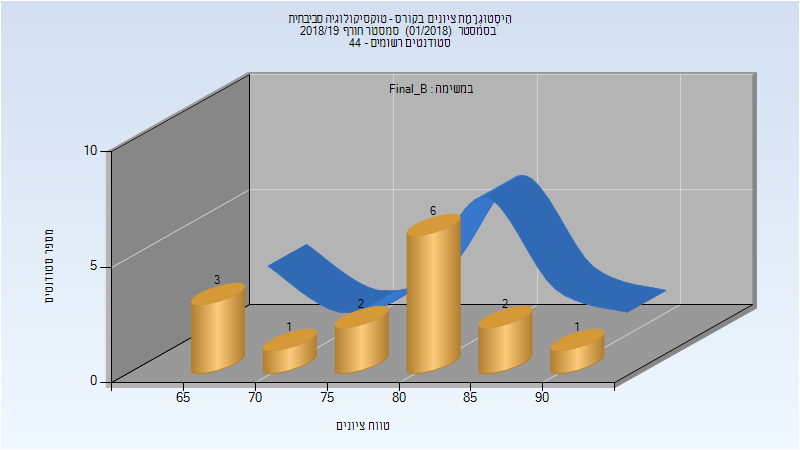 היסטוגרמת ציונים בקורס - טוקסיקולוגיה סביבתית
בסמסטר (01/2018) סמסטר חורף 2018/19
סטודנטים רשומים - 44
במשימה : Final_B
10
5
0
מספר סטודנטים
3
1
2
6
2
1
65
70
75
80
85
90
טווח ציונים